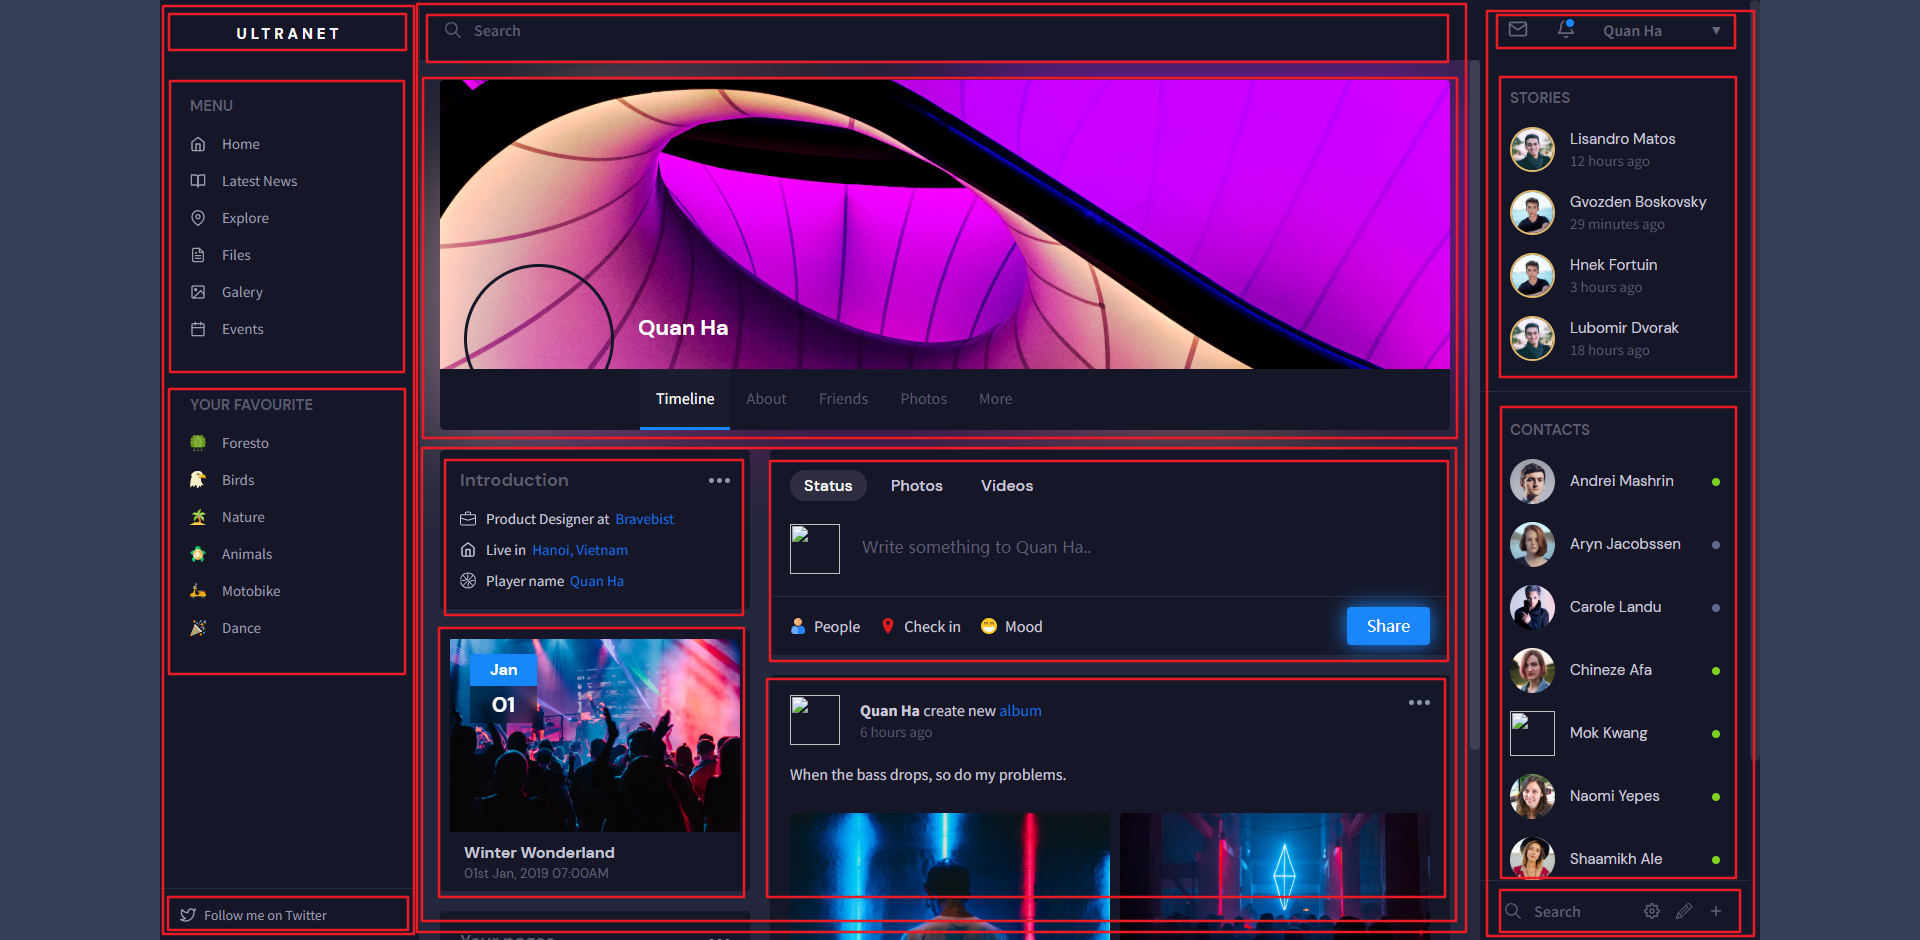 ULTRANET
MENU
Home
Latest News
Explore
Files
Galery
Events
YOUR FAVOURITE
Foresto
Birds
Nature
Animals
Motobike
Dance
Follow me on Twitter
Search
Quan Ha
Timeline About Friends Photos More
Introduction
Product Designer at Bravebist
Live in Hanoi, Vietnam
Player name Quan Ha
Jan
01
Winter Wonderland
01st Jan, 2019 07:00AM
Your pages
Status Photos Videos
Write something to Quan Ha..
People Check in Mood Share
Quan Ha create new album
6 hours ago
When the bass drops, so do my problems.
Quan Ha ▼
STORIES
Lisandro Matos
12 hours ago
Gvozden Boskovsky
29 minutes ago
Hnek Fortuin
3 hours ago
Lubomir Dvorak
18 hours ago
CONTACTS
Andrei Mashrin
Aryn Jacobssen
Carole Landu
Chineze Afa
Mok Kwang
Naomi Yepes
Shaamikh Ale
Search